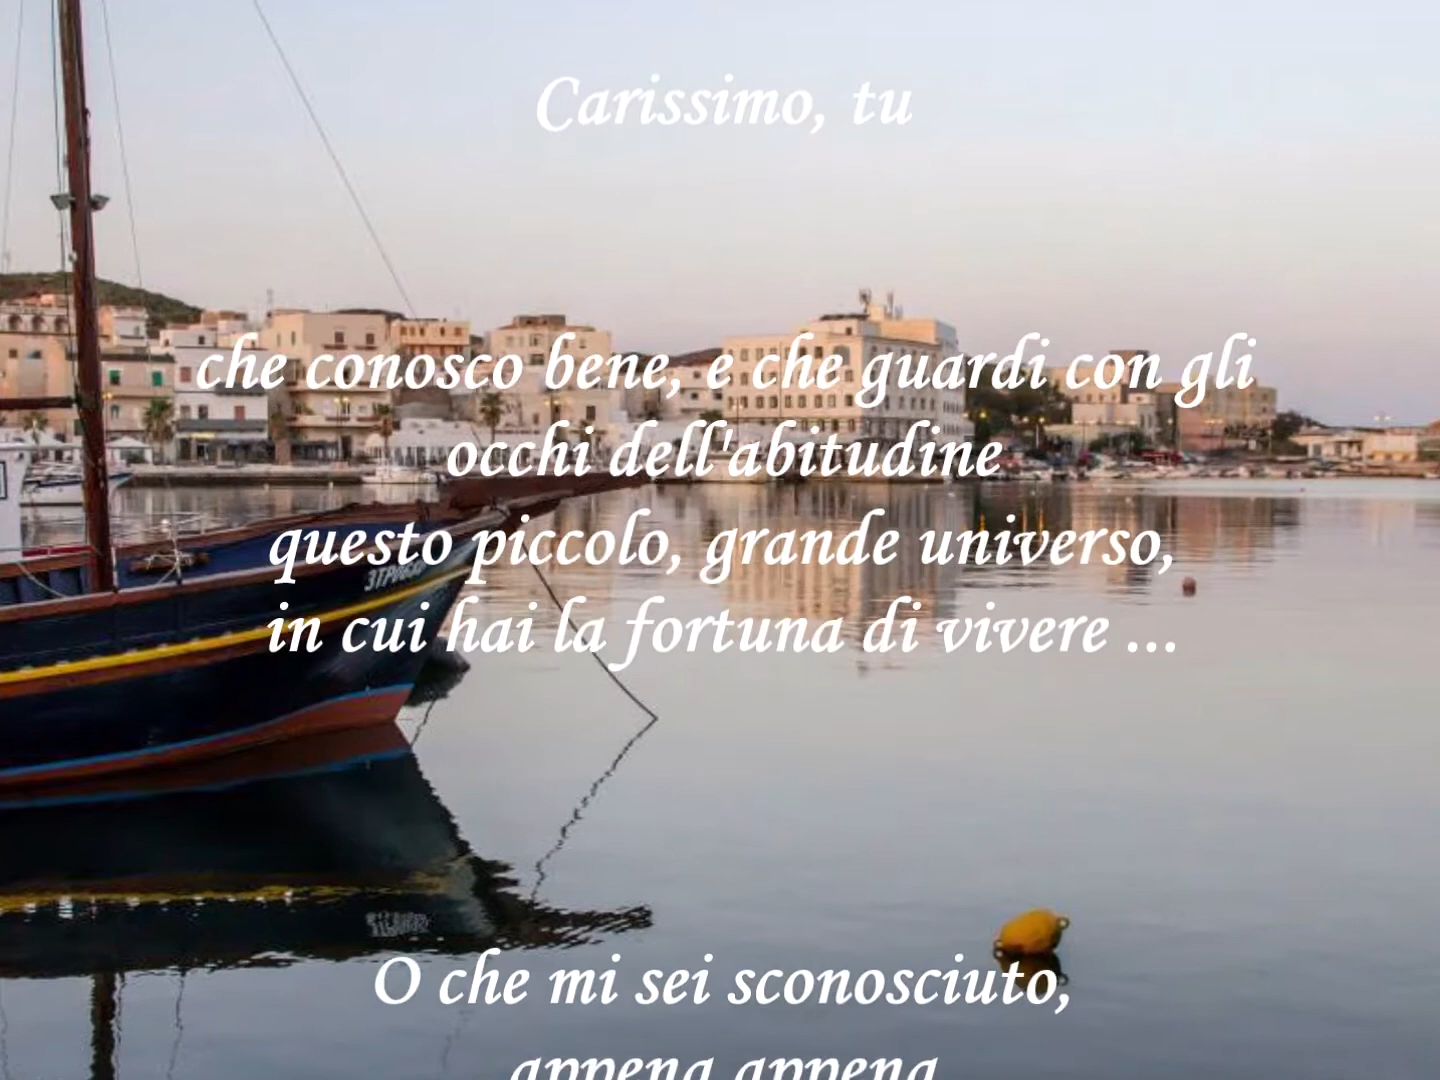 Carissimo, tu
che conosco bene, e che guardi con gli
occhi dell'abitudine
questo piccolo, grande universo,
in cui hai la fortuna di vivere ...
O che mi sei sconosciuto,
appena appena